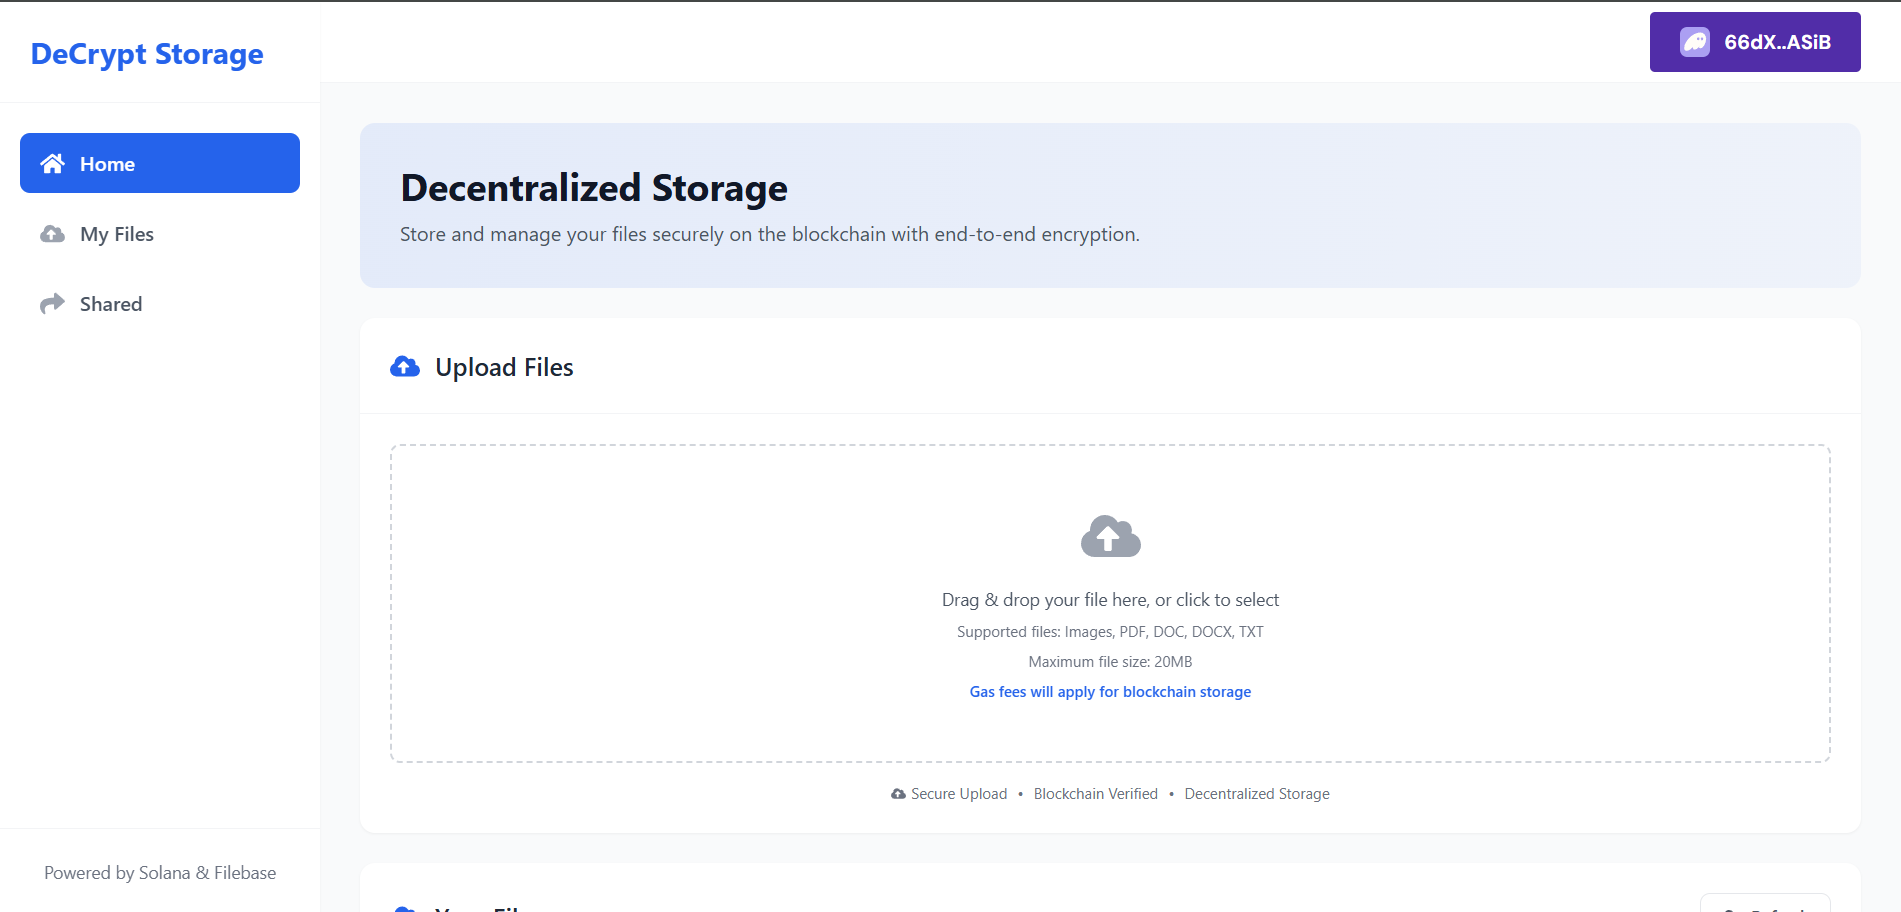 DeCrypt Storage
66dX..ASiB
Home
My Files
Shared
Decentralized Storage
Store and manage your files securely on the blockchain with end-to-end encryption.
Upload Files
Drag & drop your file here, or click to select
Supported files: Images, PDF, DOC, DOCX, TXT
Maximum file size: 20MB
Gas fees will apply for blockchain storage
Secure Upload • Blockchain Verified • Decentralized Storage
Powered by Solana & Filebase